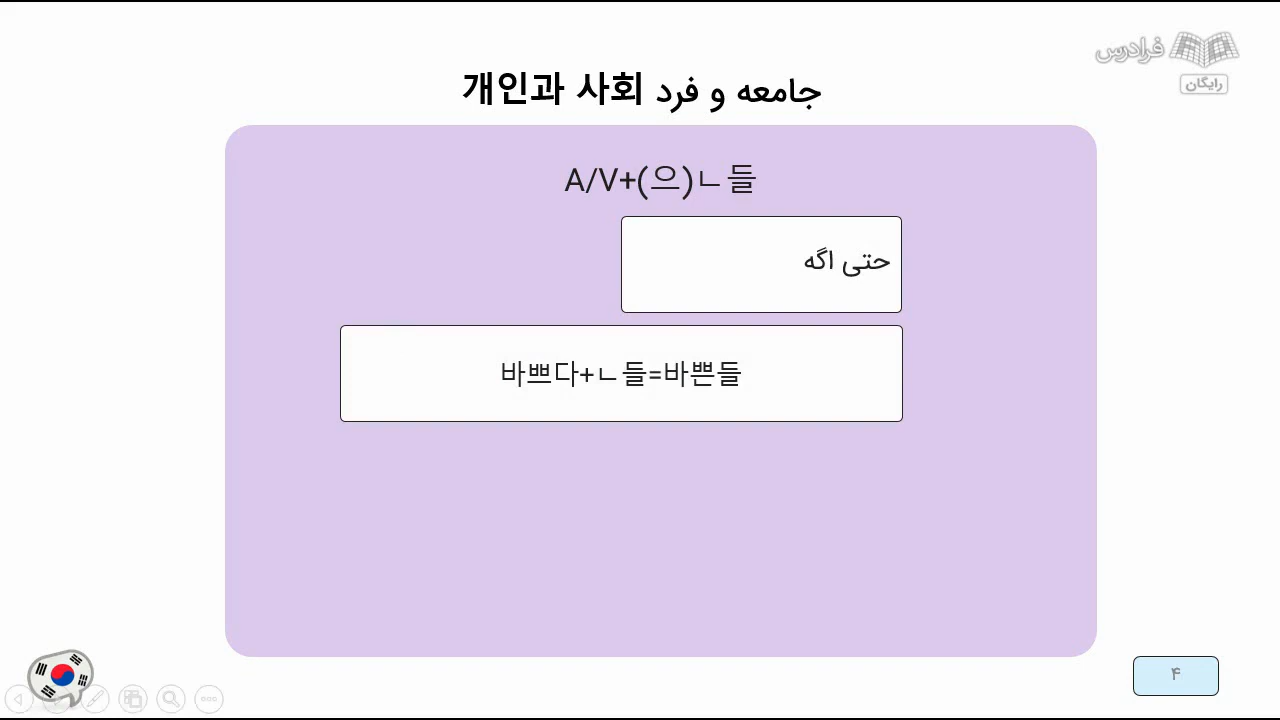 فرادرس
رایگان
جامعه و فرد 개인과 사회
A/V+(으)ㄴ들
حتی اگه
바쁘다+ㄴ들=바쁜들
۴